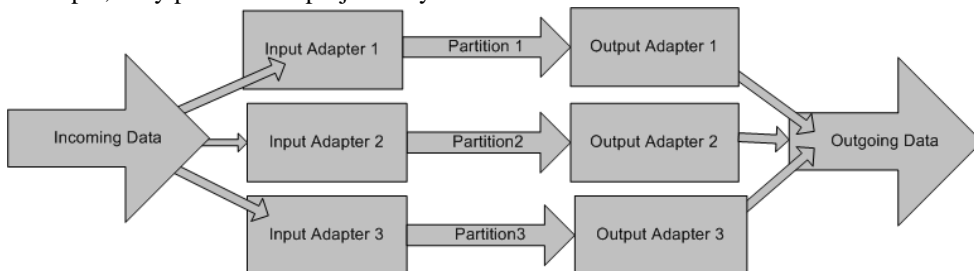 Input Adapter 1
Partition 1
Output Adapter 1
Incoming Data
Input Adapter 2
Partition2
Output Adapter 2
Outgoing Data
Input Adapter 3
Partition3
Output Adapter 3